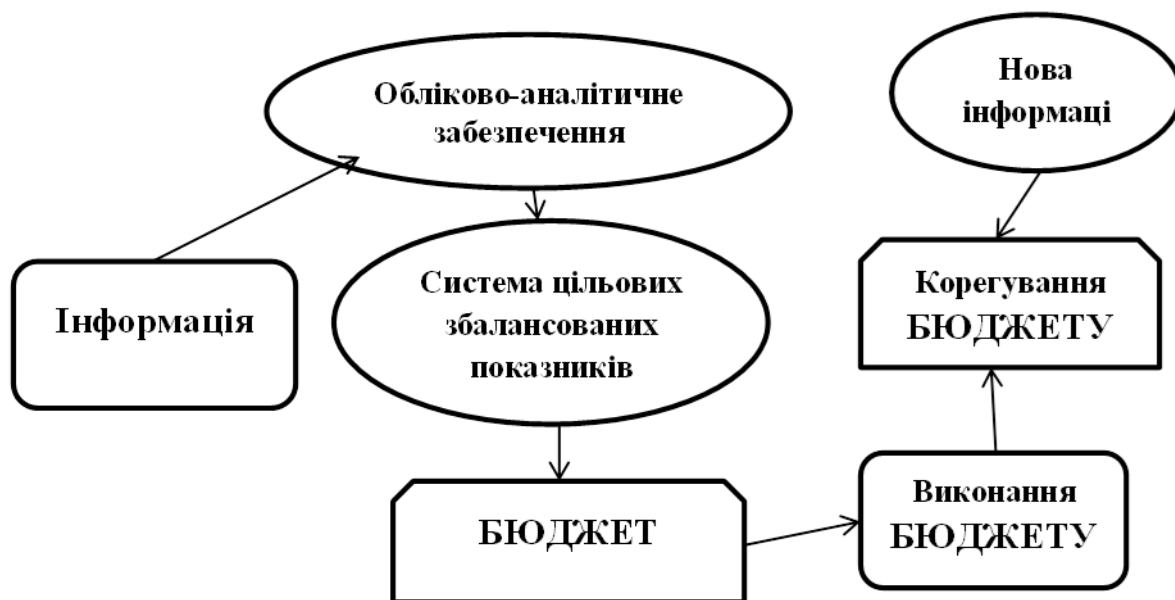 Обліково-аналітичне
забезпечення
Нова
інформаці
Інформація
Система цільових
збалансованих
показників
Корегування
БЮДЖЕТУ
БЮДЖЕТ
Виконання
БЮДЖЕТУ